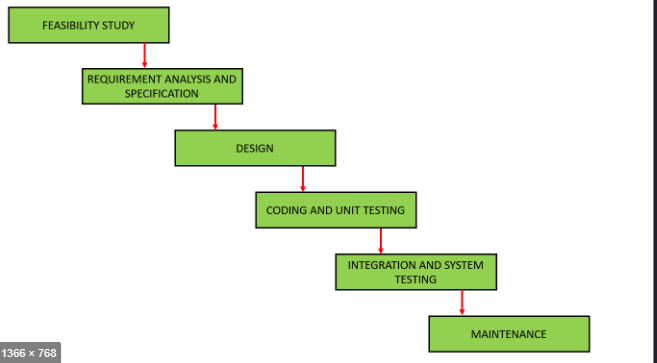 FEASIBILITY STUDY
REQUIREMENT ANALYSIS AND
SPECIFICATION
DESIGN
CODING AND UNIT TESTING
INTEGRATION AND SYSTEM
TESTING
MAINTENANCE
1366 × 768